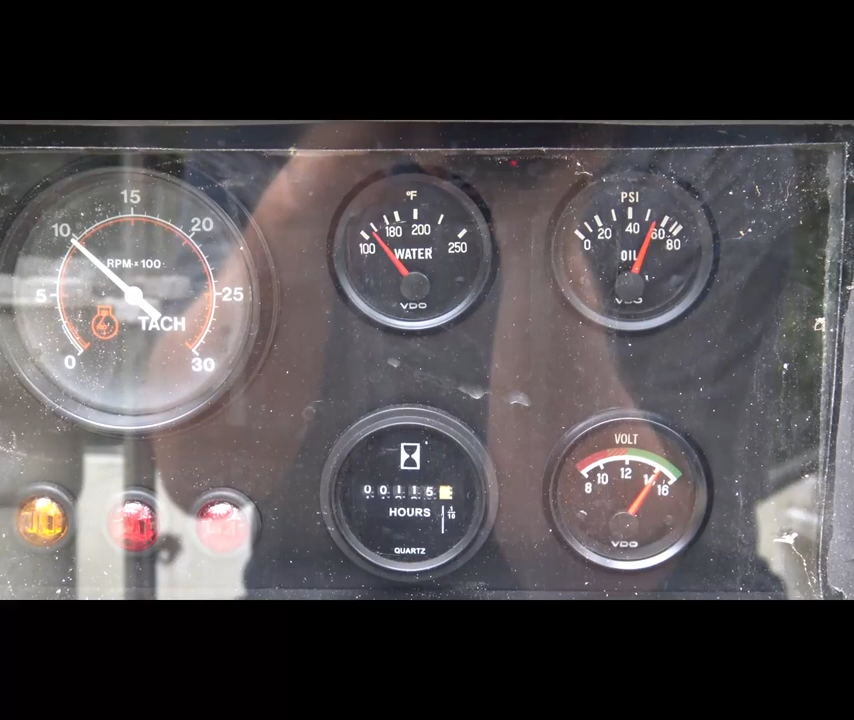 15
10 20
RPM x 100
5 25
TACH
0 30
°F
100 180 200 250
WATER
VDO
PSI
0 20 40 60 80
OIL
VDO
0 0 1 1 5
HOURS
1/10
QUARTZ
VOLT
8 10 12 14 16
VDO